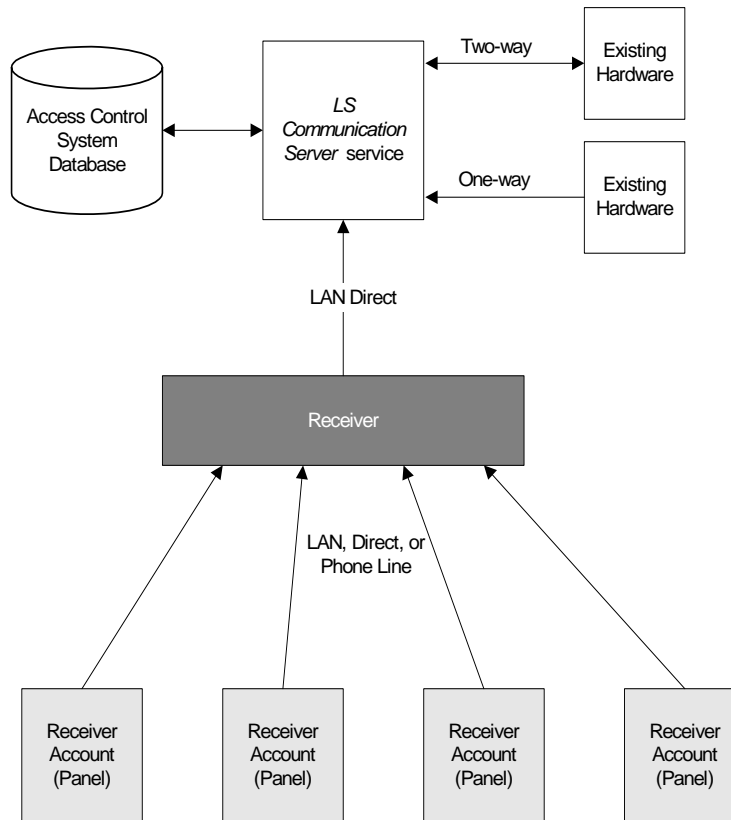 Access Control
System
Database
LS
Communication
Server service
Two-way
Existing
Hardware
One-way
Existing
Hardware
LAN Direct
Receiver
LAN, Direct, or
Phone Line
Receiver
Account
(Panel)
Receiver
Account
(Panel)
Receiver
Account
(Panel)
Receiver
Account
(Panel)